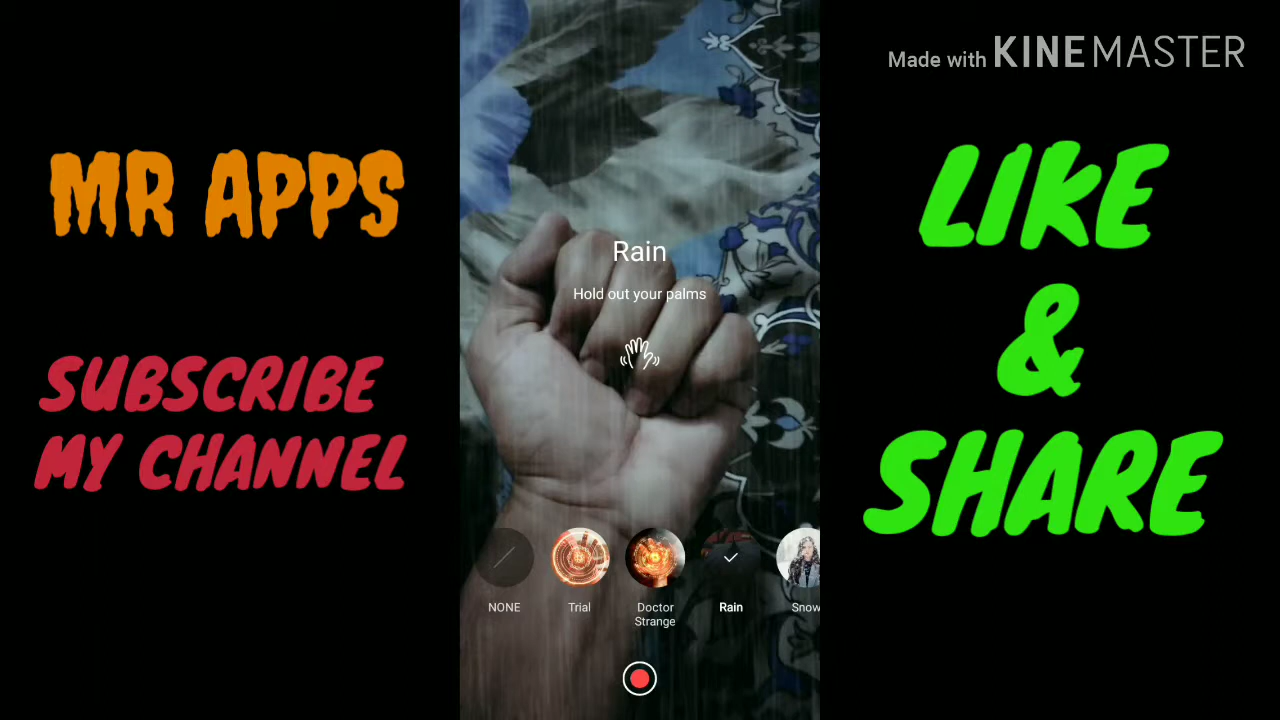 Made with KINEMASTER
MR APPS
SUBSCRIBE
MY CHANNEL
Rain
Hold out your palms
NONE
Trial
Doctor
Strange
Rain
Snow
LIKE
&
SHARE